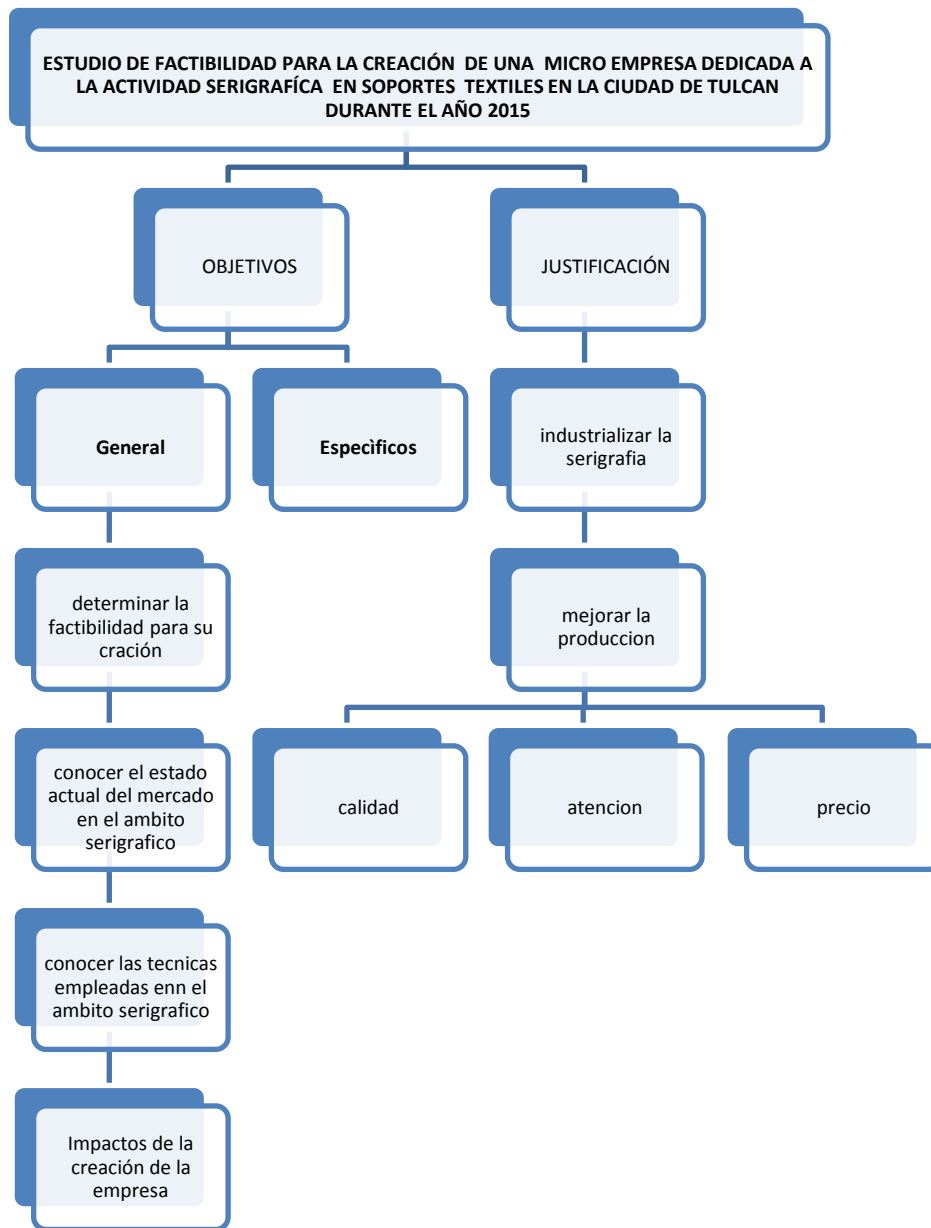 ESTUDIO DE FACTIBILIDAD PARA LA CREACIÓN DE UNA MICRO EMPRESA DEDICADA A
LA ACTIVIDAD SERIGRAFÍCA EN SOPORTES TEXTILES EN LA CIUDAD DE TULCAN
DURANTE EL AÑO 2015
OBJETIVOS
JUSTIFICACIÓN
General
Especìficos
industrializar la
serigrafia
determinar la
factibilidad para su
cración
mejorar la
produccion
conocer el estado
actual del mercado
en el ambito
serigrafico
calidad
atencion
precio
conocer las tecnicas
empleadas enn el
ambito serigrafico
Impactos de la
creación de la
empresa